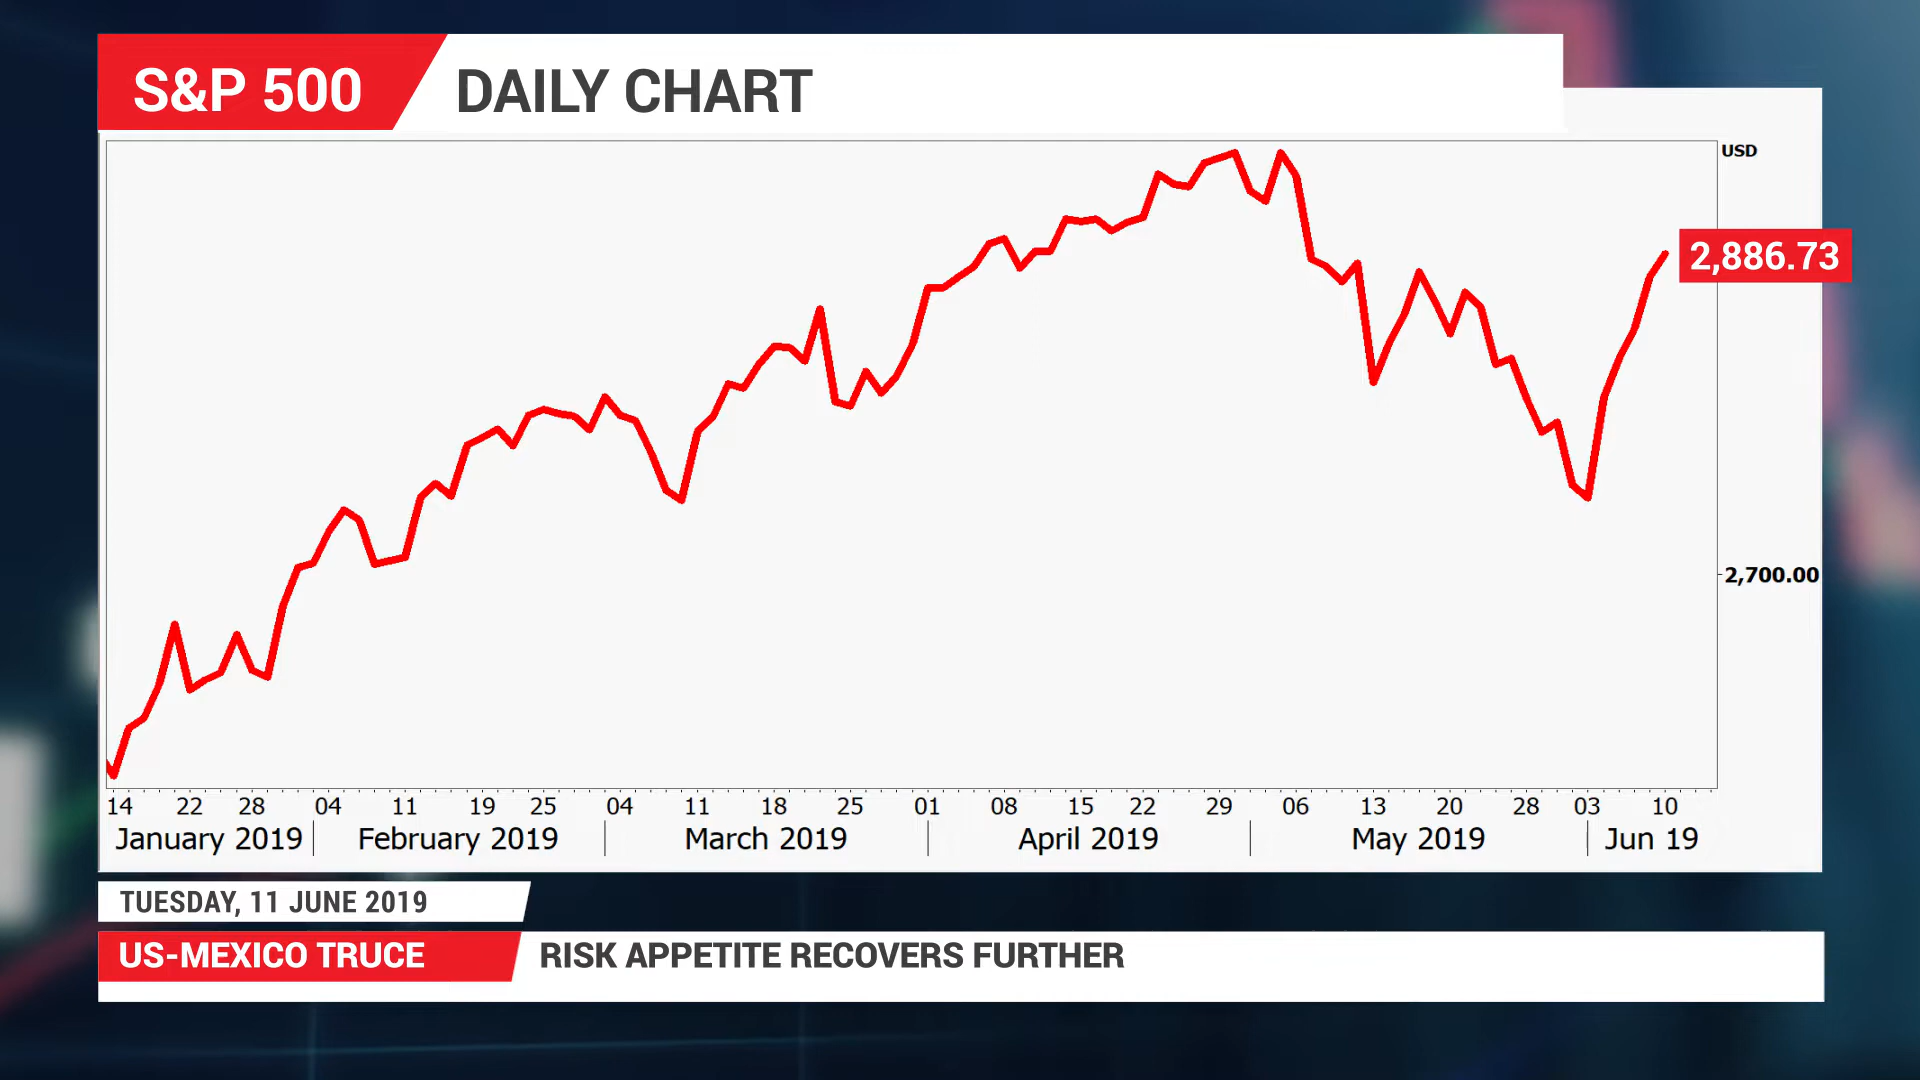 S&P 500 DAILY CHART
USD
2,886.73
2,700.00
14 22 28 04 11 19 25 04 11 18 25 01 08 15 22 29 06 13 20 28 03 10
January 2019 February 2019 March 2019 April 2019 May 2019 Jun 19
TUESDAY, 11 JUNE 2019
US-MEXICO TRUCE RISK APPETITE RECOVERS FURTHER